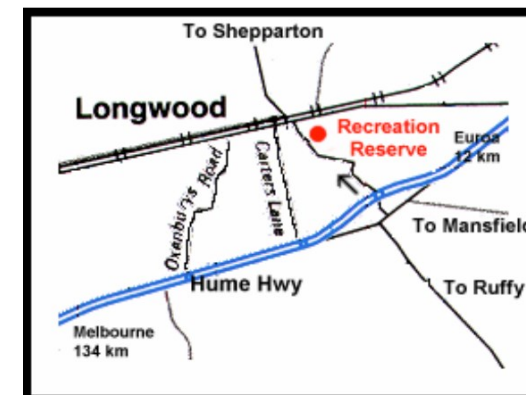 To Shepparton
Longwood
Recreation
Reserve
Euroa
12 km
Oxenburys Road
Carters Lane
To Mansfield
Hume Hwy
To Ruffy
Melbourne
134 km